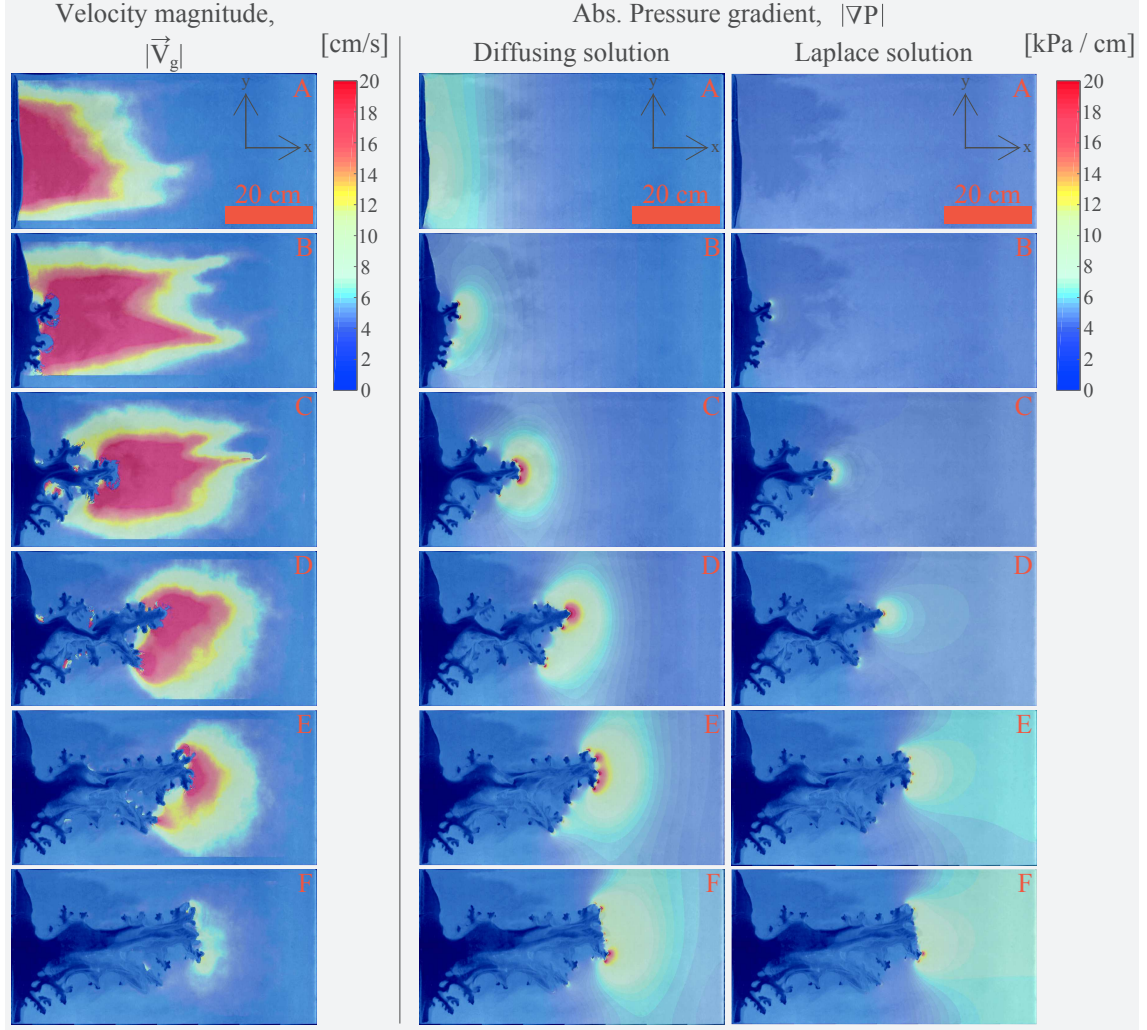 Velocity magnitude,
|V⃗g|
[cm/s]
Abs. Pressure gradient, |∇P|
Diffusing solution
Laplace solution
[kPa / cm]
A
y
x
20 cm
A
y
x
20 cm
A
y
x
20 cm
20
18
16
14
12
10
8
6
4
2
0
20
18
16
14
12
10
8
6
4
2
0
B
B
B
C
C
C
D
D
D
E
E
E
F
F
F